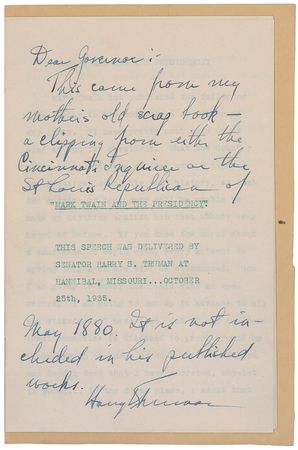 Dear Governor:-
This came from my
mother's old scrap book -
a clipping from either the
Cincinnati Inquirer or the
St Louis Republican of
"MARK TWAIN AND THE PRESIDENCY"
THIS SPEECH WAS DELIVERED BY
SENATOR HARRY S. TRUMAN AT
HANNIBAL, MISSOURI...OCTOBER
25th, 1935.
May 1880. It is not in-
cluded in his published
works.
Harry S Truman